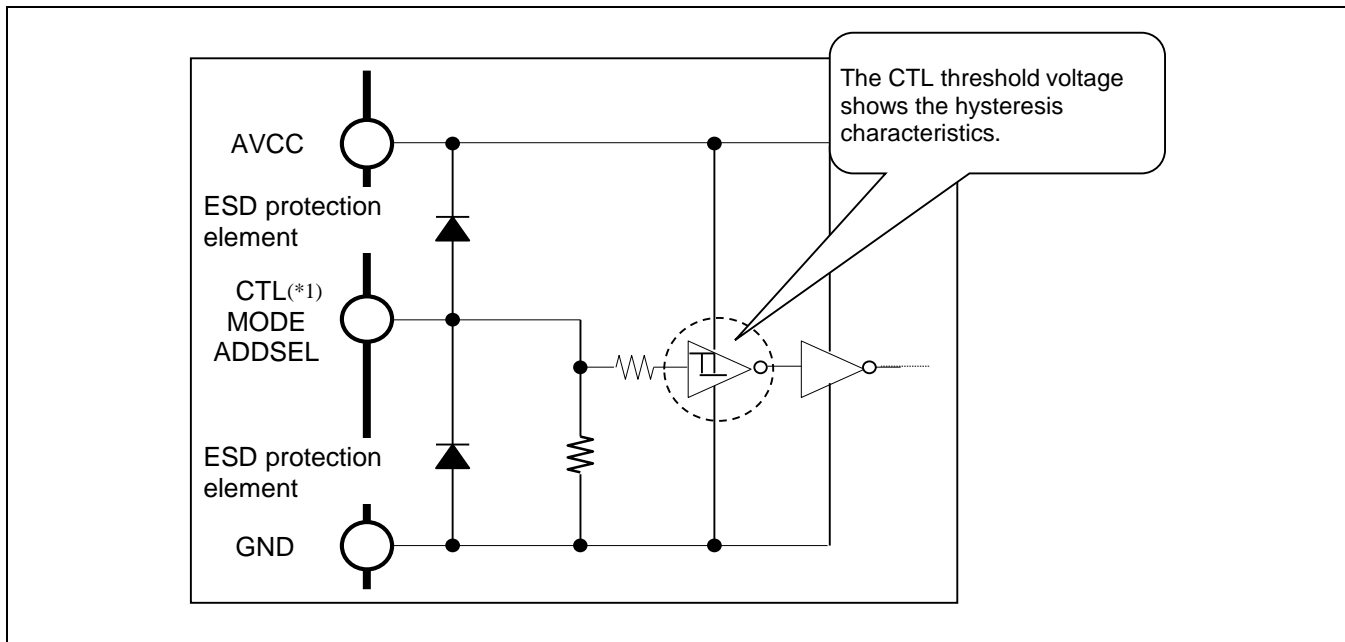 The CTL threshold voltage
shows the hysteresis
characteristics.
AVCC
ESD protection
element
CTL(*1)
MODE
ADDSEL
ESD protection
element
GND